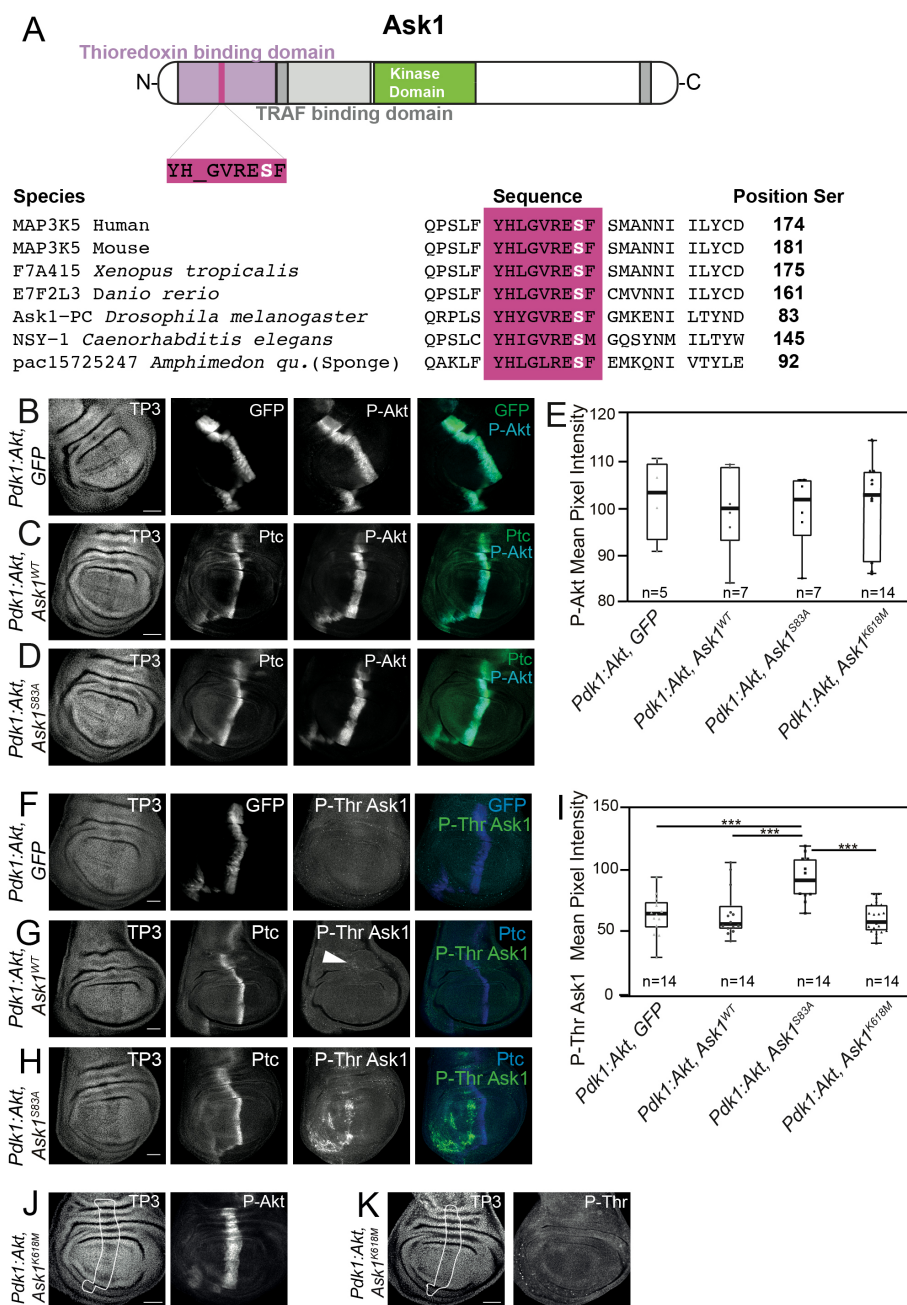 A
Ask1
Thioredoxin binding domain
N
Kinase
Domain
C
TRAF binding domain
YH_GVRESF
Species Sequence Position Ser
MAP3K5 Human QPSLF YHLGVRESF SMANNI ILYCD 174
MAP3K5 Mouse QPSLF YHLGVRESF SMANNI ILYCD 181
F7A415 Xenopus tropicalis QPSLF YHLGVRESF SMANNI ILYCD 175
E7F2L3 Danio rerio QPSLF YHLGVRESF CMVNNI ILYCD 161
Ask1-PC Drosophila melanogaster QRPLS YHYGVRESF GMKENI LTYND 83
NSY-1 Caenorhabditis elegans QPSLC YHIGVRESM GQSYNM ILTYW 145
pac15725247 Amphimedon qu.(Sponge) QAKLF YHLGLRESF EMKQNI VTYLE 92
B
Pdk1:Akt,
GFP
TP3
GFP
P-Akt
GFP
P-Akt
C
Pdk1:Akt,
Ask1WT
TP3
Ptc
P-Akt
Ptc
P-Akt
D
Pdk1:Akt,
Ask1S83A
TP3
Ptc
P-Akt
Ptc
P-Akt
E
P-Akt Mean Pixel Intensity
120
110
100
90
80
n=5 n=7 n=7 n=14
Pdk1:Akt, GFP
Pdk1:Akt, Ask1WT
Pdk1:Akt, Ask1S83A
Pdk1:Akt, Ask1K618M
F
Pdk1:Akt,
GFP
TP3
GFP
P-Thr Ask1
GFP
P-Thr Ask1
G
Pdk1:Akt,
Ask1WT
TP3
Ptc
P-Thr Ask1
Ptc
P-Thr Ask1
H
Pdk1:Akt,
Ask1S83A
TP3
Ptc
P-Thr Ask1
Ptc
P-Thr Ask1
I
P-Thr Ask1 Mean Pixel Intensity
150
100
50
0
***
***
***
n=14 n=14 n=14 n=14
Pdk1:Akt, GFP
Pdk1:Akt, Ask1WT
Pdk1:Akt, Ask1S83A
Pdk1:Akt, Ask1K618M
J
Pdk1:Akt,
Ask1K618M
TP3
P-Akt
K
Pdk1:Akt,
Ask1K618M
TP3
P-Thr